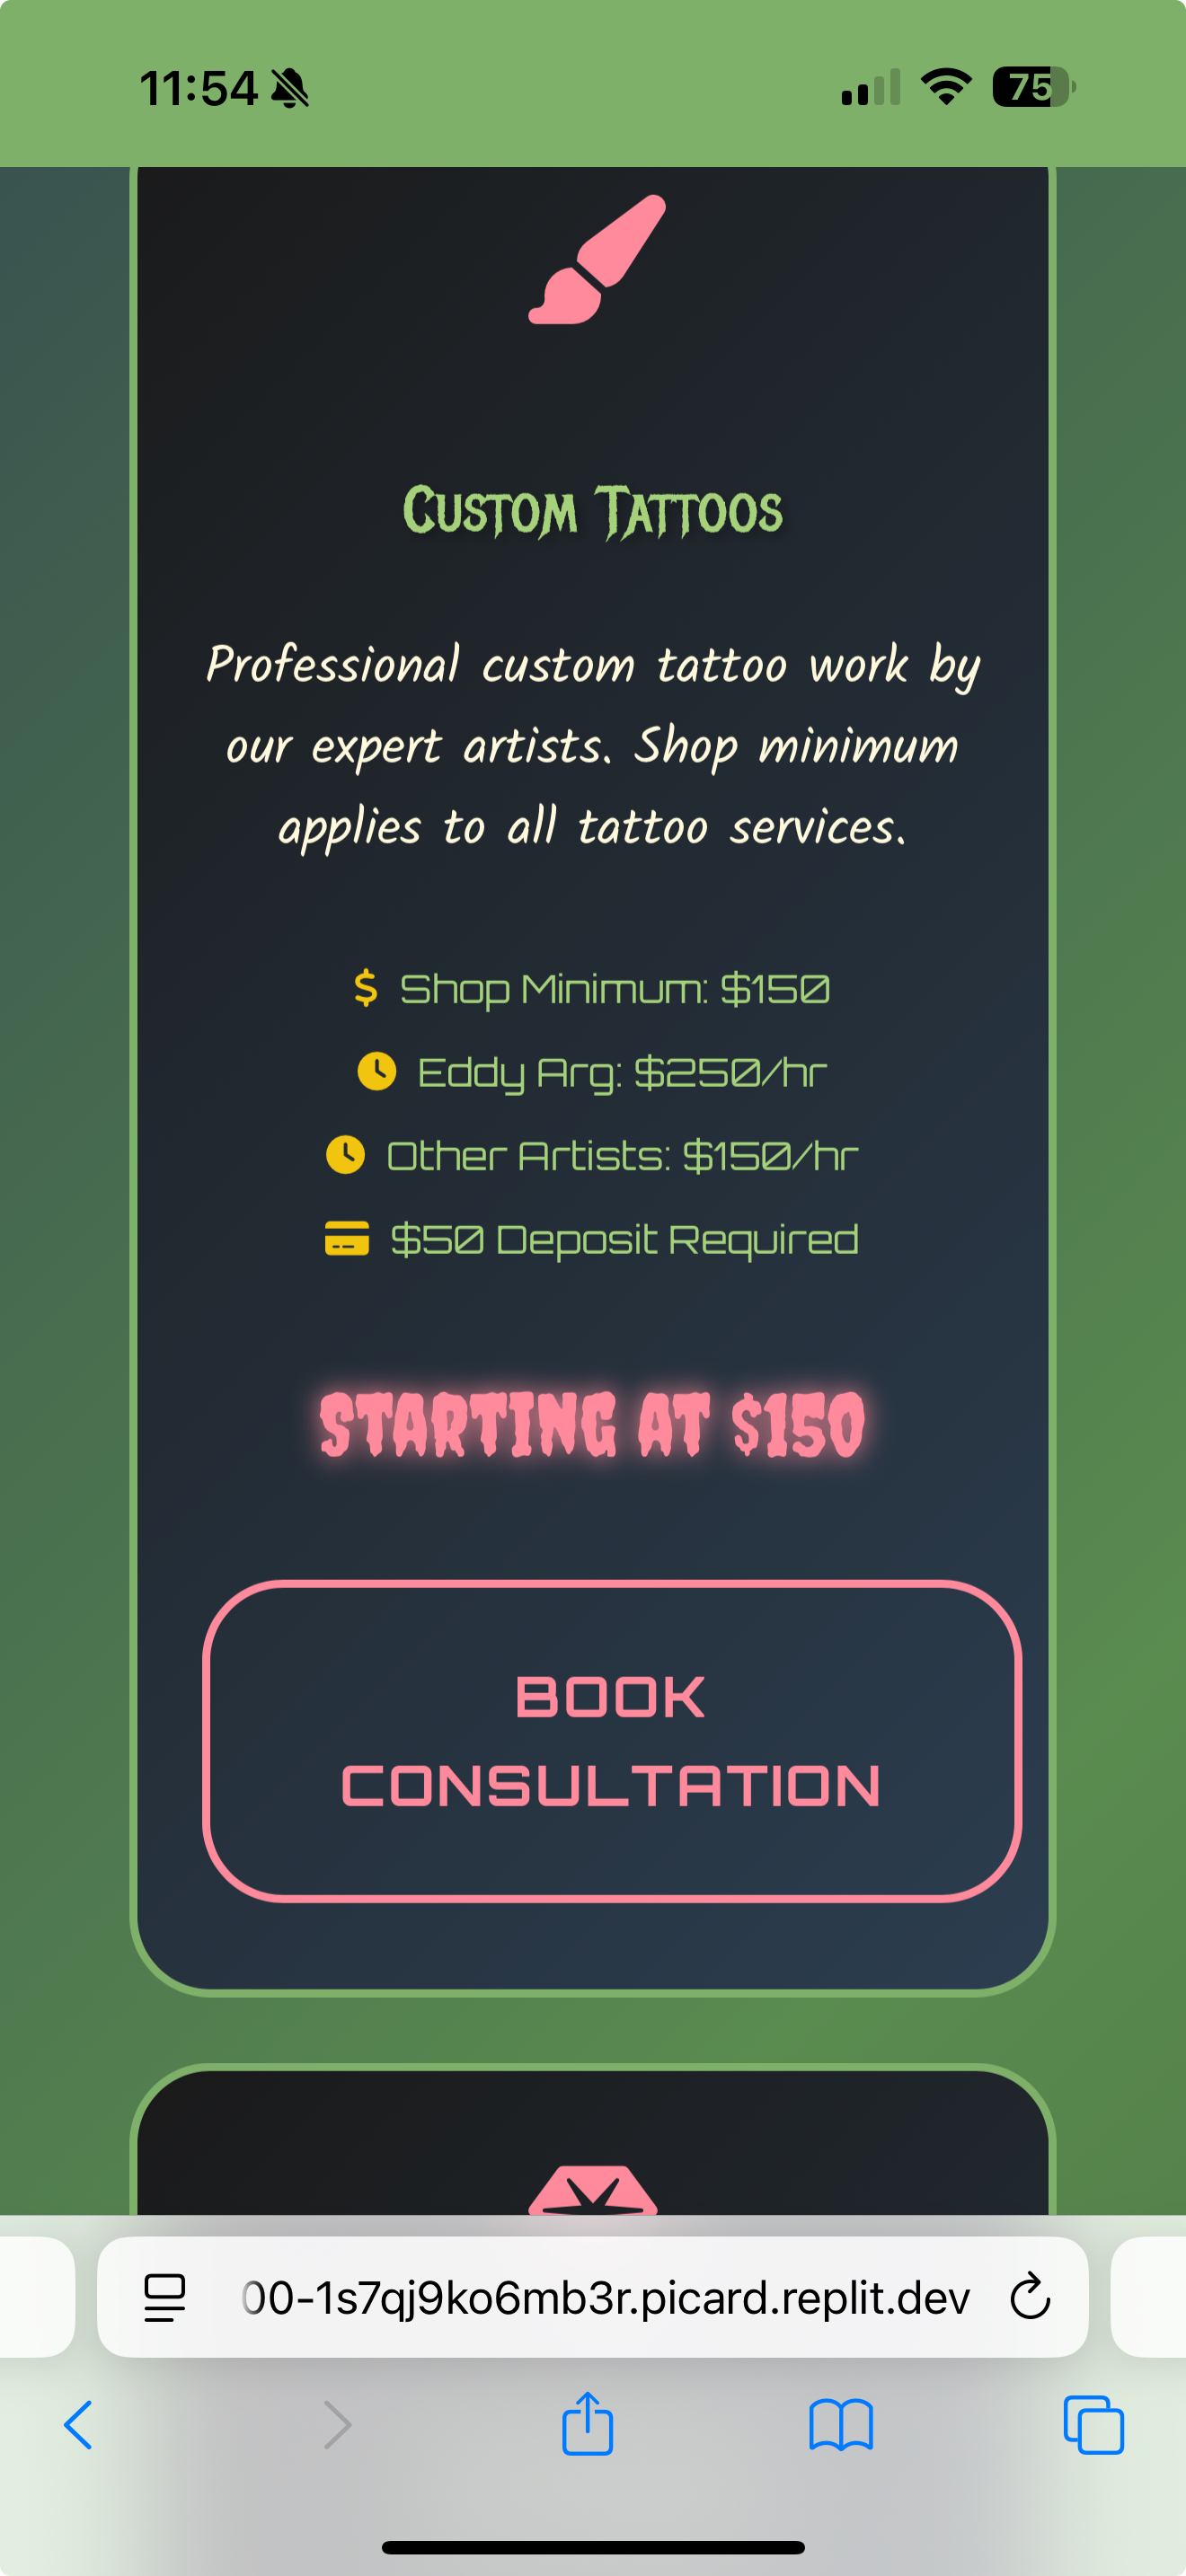 11:54
75
Custom Tattoos
Professional custom tattoo work by
our expert artists. Shop minimum
applies to all tattoo services.
$ Shop Minimum: $150
Eddy Arg: $250/hr
Other Artists: $150/hr
$50 Deposit Required
STARTING AT $150
BOOK
CONSULTATION
00-1s7qj9ko6mb3r.picard.replit.dev